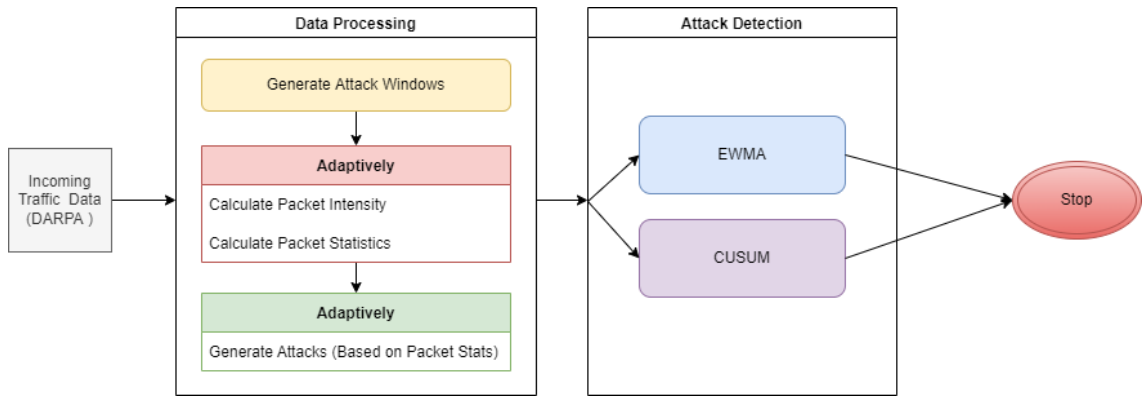 Incoming
Traffic Data
(DARPA )
Data Processing
Generate Attack Windows
Adaptively
Calculate Packet Intensity
Calculate Packet Statistics
Adaptively
Generate Attacks (Based on Packet Stats)
Attack Detection
EWMA
CUSUM
Stop